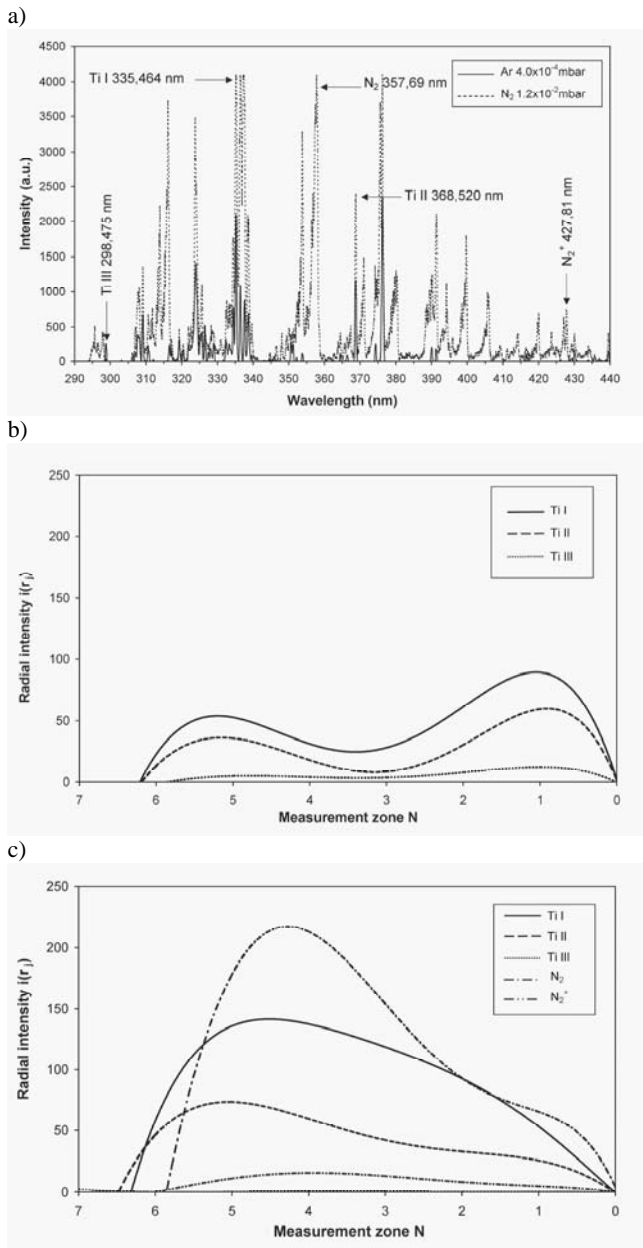 a)
4500
4000
3500
3000
2500
2000
1500
1000
500
0
Intensity (a.u.)
Ti I 335,464 nm
N₂ 357,69 nm
Ar 4.0x10⁻⁴mbar
N₂ 1.2x10⁻²mbar
Ti III 298,475 nm
Ti II 368,520 nm
N₂⁺ 427,81 nm
290 300 310 320 330 340 350 360 370 380 390 400 410 420 430 440
Wavelength (nm)
b)
250
200
150
100
50
0
Radial intensity i(rⱼ)
Ti I
Ti II
Ti III
7 6 5 4 3 2 1 0
Measurement zone N
c)
250
200
150
100
50
0
Radial intensity i(rⱼ)
Ti I
Ti II
Ti III
N₂
N₂⁺
7 6 5 4 3 2 1 0
Measurement zone N